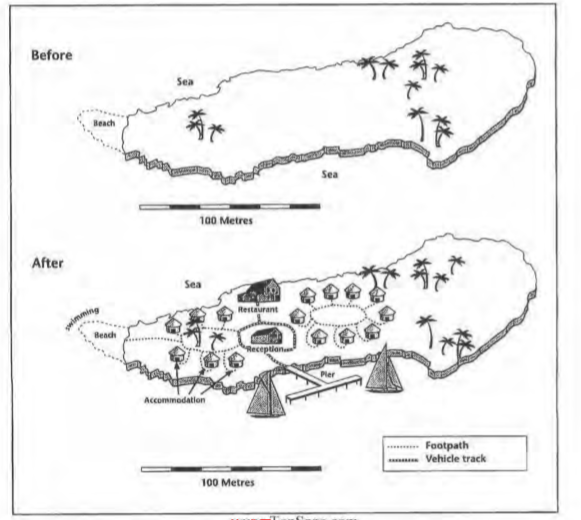 Before
Sea
Beach
Sea
100 Metres
After
Sea
swimming
Restaurant
Beach
Reception
Pier
Accommodation
Footpath
Vehicle track
100 Metres